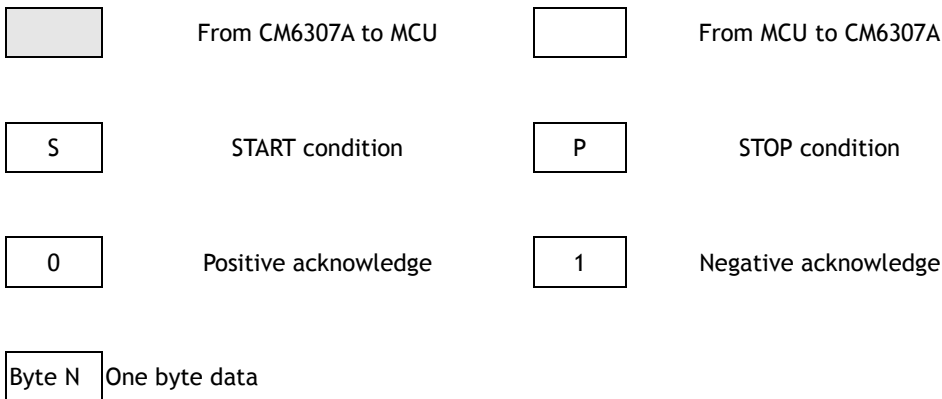 From CM6307A to MCU From MCU to CM6307A
S START condition P STOP condition
0 Positive acknowledge 1 Negative acknowledge
Byte N One byte data